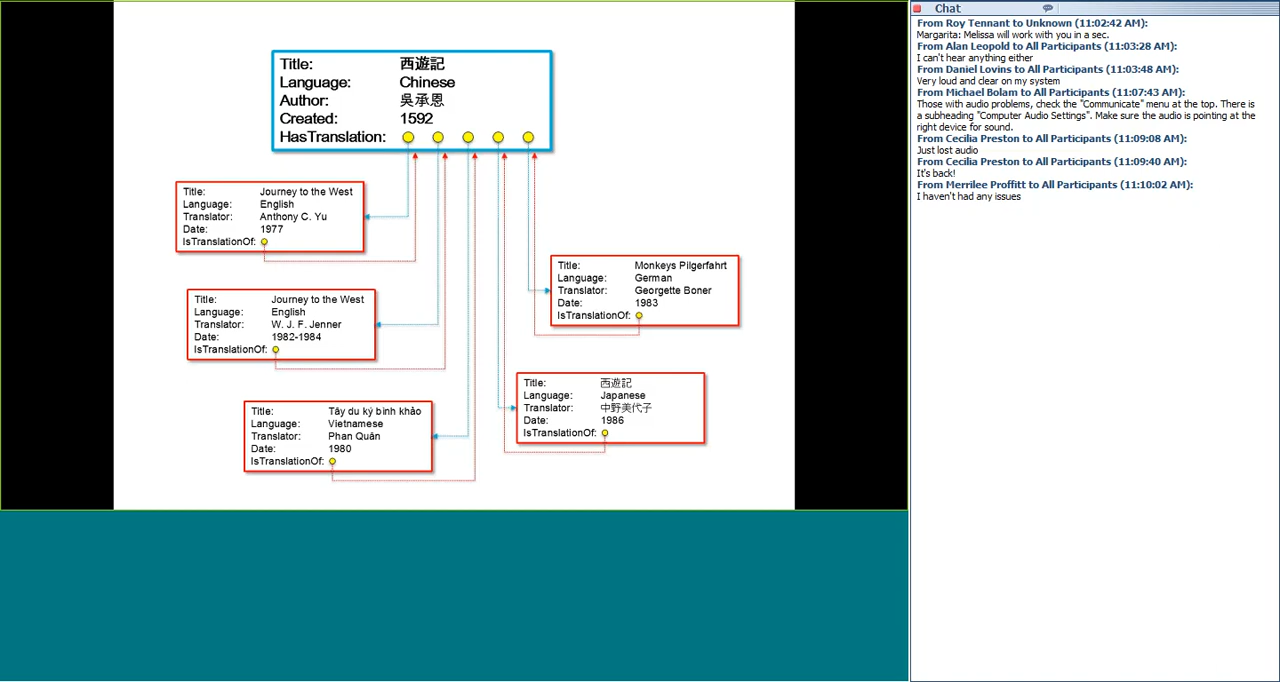 Title: 西遊記
Language: Chinese
Author: 吳承恩
Created: 1592
HasTranslation:
Title: Journey to the West
Language: English
Translator: Anthony C. Yu
Date: 1977
IsTranslationOf:
Title: Journey to the West
Language: English
Translator: W. J. F. Jenner
Date: 1982-1984
IsTranslationOf:
Title: Tây du ký bình khảo
Language: Vietnamese
Translator: Phan Quân
Date: 1980
IsTranslationOf:
Title: Monkeys Pilgerfahrt
Language: German
Translator: Georgette Boner
Date: 1983
IsTranslationOf:
Title: 西遊記
Language: Japanese
Translator: 中野美代子
Date: 1986
IsTranslationOf:
Chat
From Roy Tennant to Unknown (11:02:42 AM):
Margarita: Melissa will work with you in a sec.
From Alan Leopold to All Participants (11:03:28 AM):
I can't hear anything either
From Daniel Lovins to All Participants (11:03:48 AM):
Very loud and clear on my system
From Michael Bolam to All Participants (11:07:43 AM):
Those with audio problems, check the "Communicate" menu at the top. There is
a subheading "Computer Audio Settings". Make sure the audio is pointing at the
right device for sound.
From Cecilia Preston to All Participants (11:09:08 AM):
Just lost audio
From Cecilia Preston to All Participants (11:09:40 AM):
It's back!
From Merrilee Proffitt to All Participants (11:10:02 AM):
I haven't had any issues